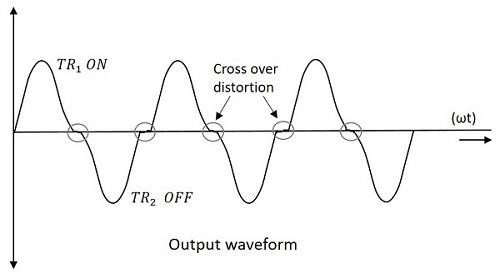 TR₁ ON
Cross over
distortion
(ωt)
TR₂ OFF
Output waveform